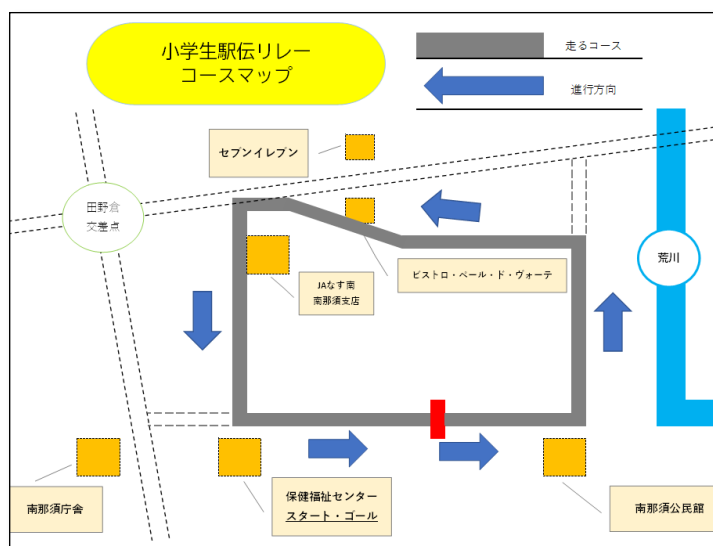 小学生駅伝リレー
コースマップ
走るコース
進行方向
セブンイレブン
田野倉
交差点
荒川
ビストロ・ベール・ド・ヴォーテ
JAなす南
南那須支店
南那須庁舎
保健福祉センター
スタート・ゴール
南那須公民館